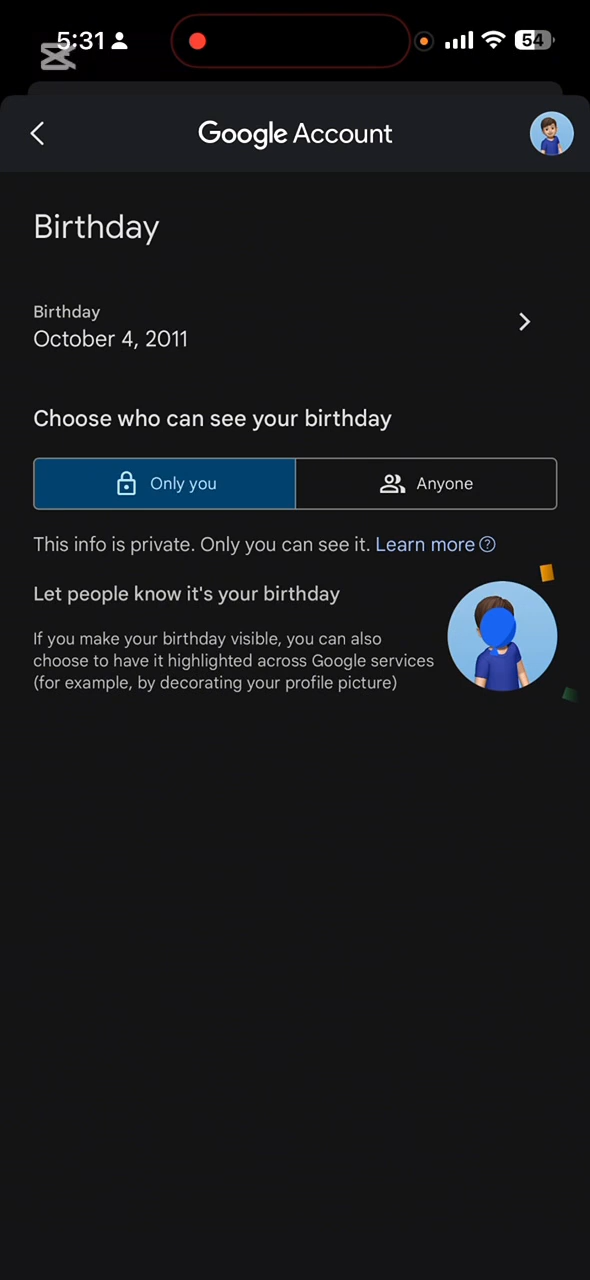 5:31
54
Google Account
Birthday
Birthday
October 4, 2011
Choose who can see your birthday
Only you
Anyone
This info is private. Only you can see it. Learn more
Let people know it's your birthday
If you make your birthday visible, you can also
choose to have it highlighted across Google services
(for example, by decorating your profile picture)